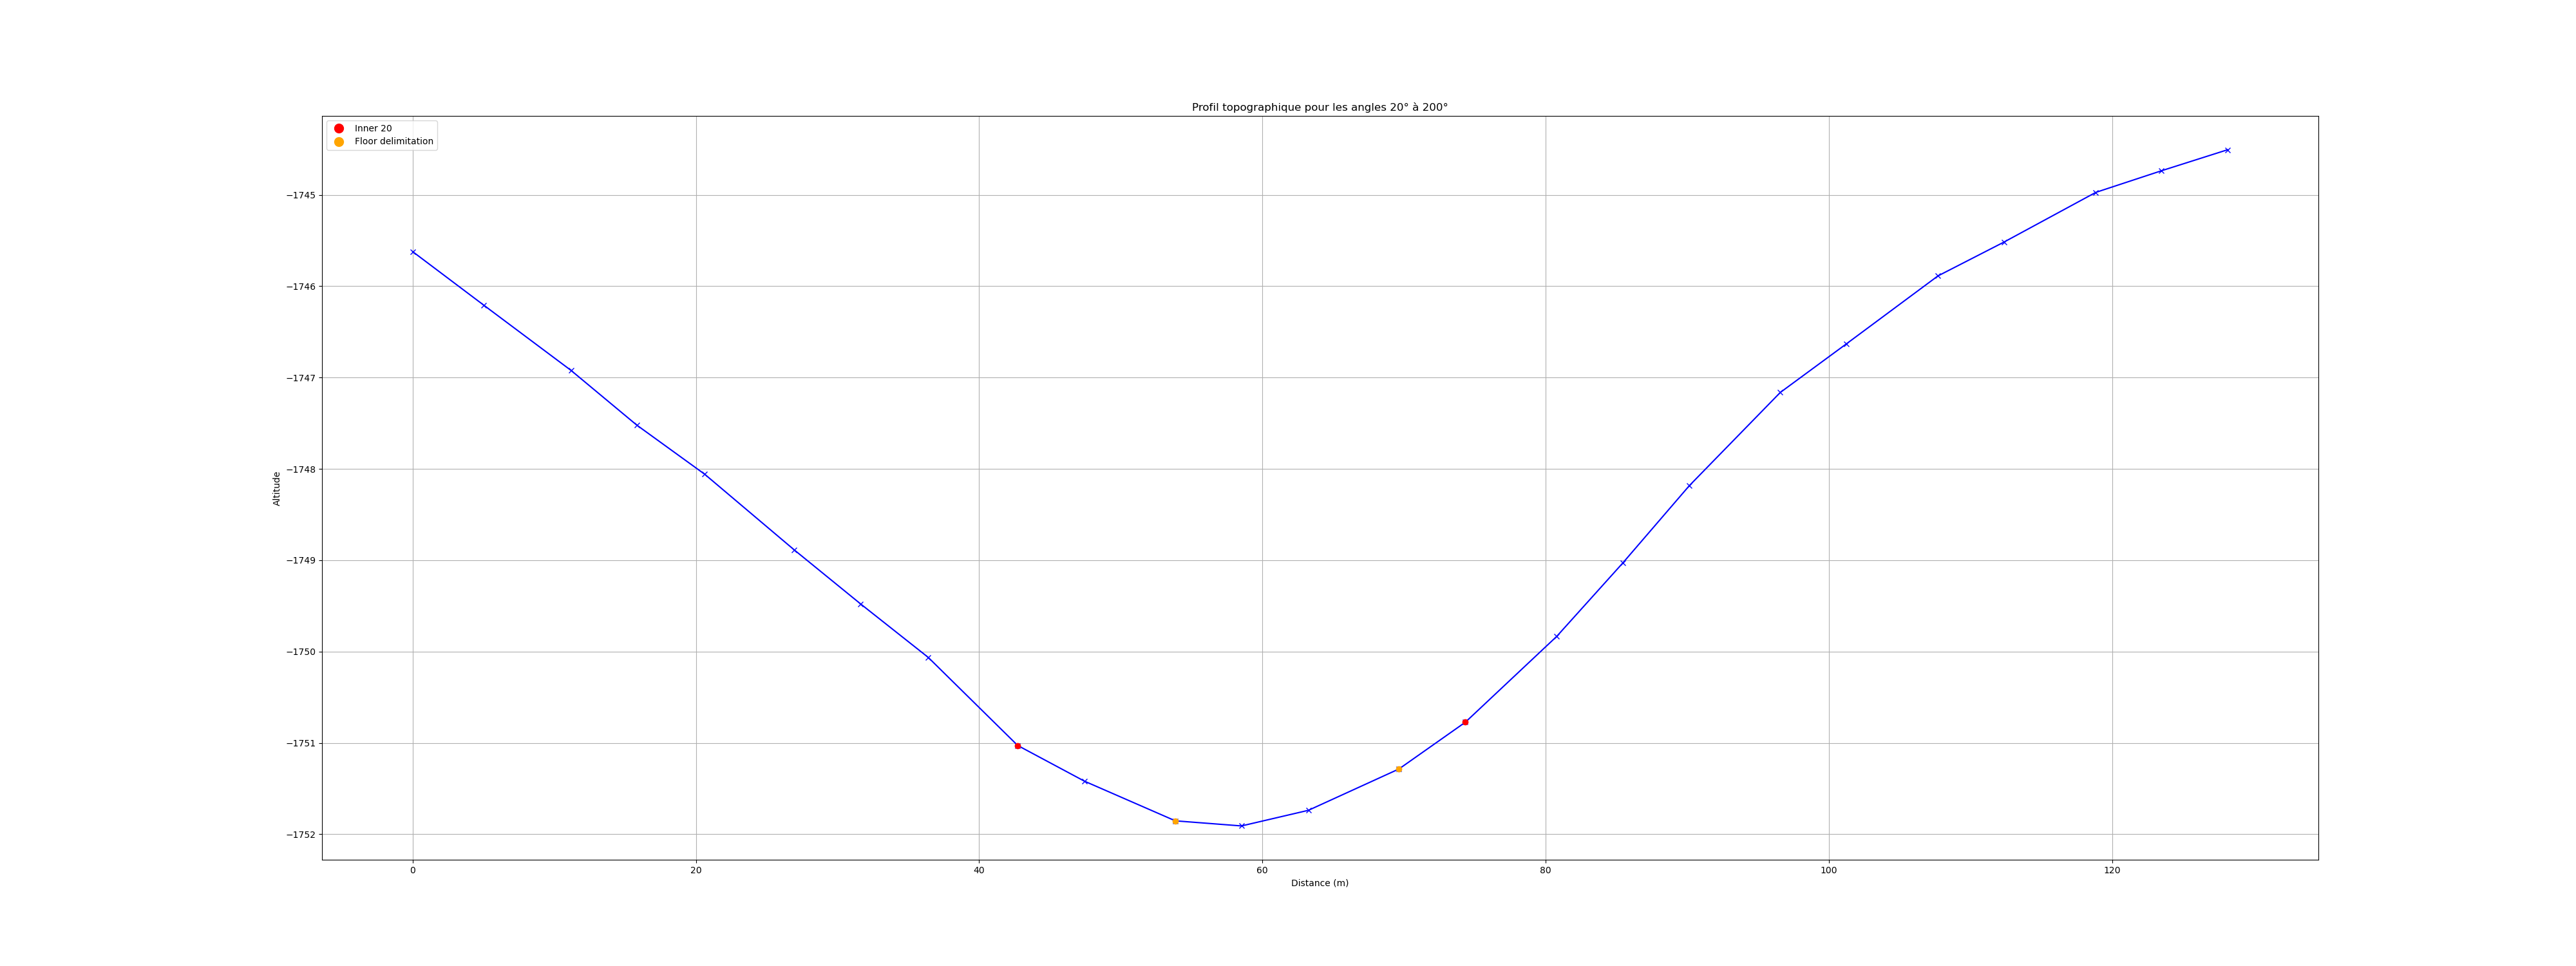 Profil topographique pour les angles 20° à 200°
Inner 20
Floor delimitation
−1745
−1746
−1747
−1748
−1749
−1750
−1751
−1752
Altitude
0 20 40 60 80 100 120
Distance (m)